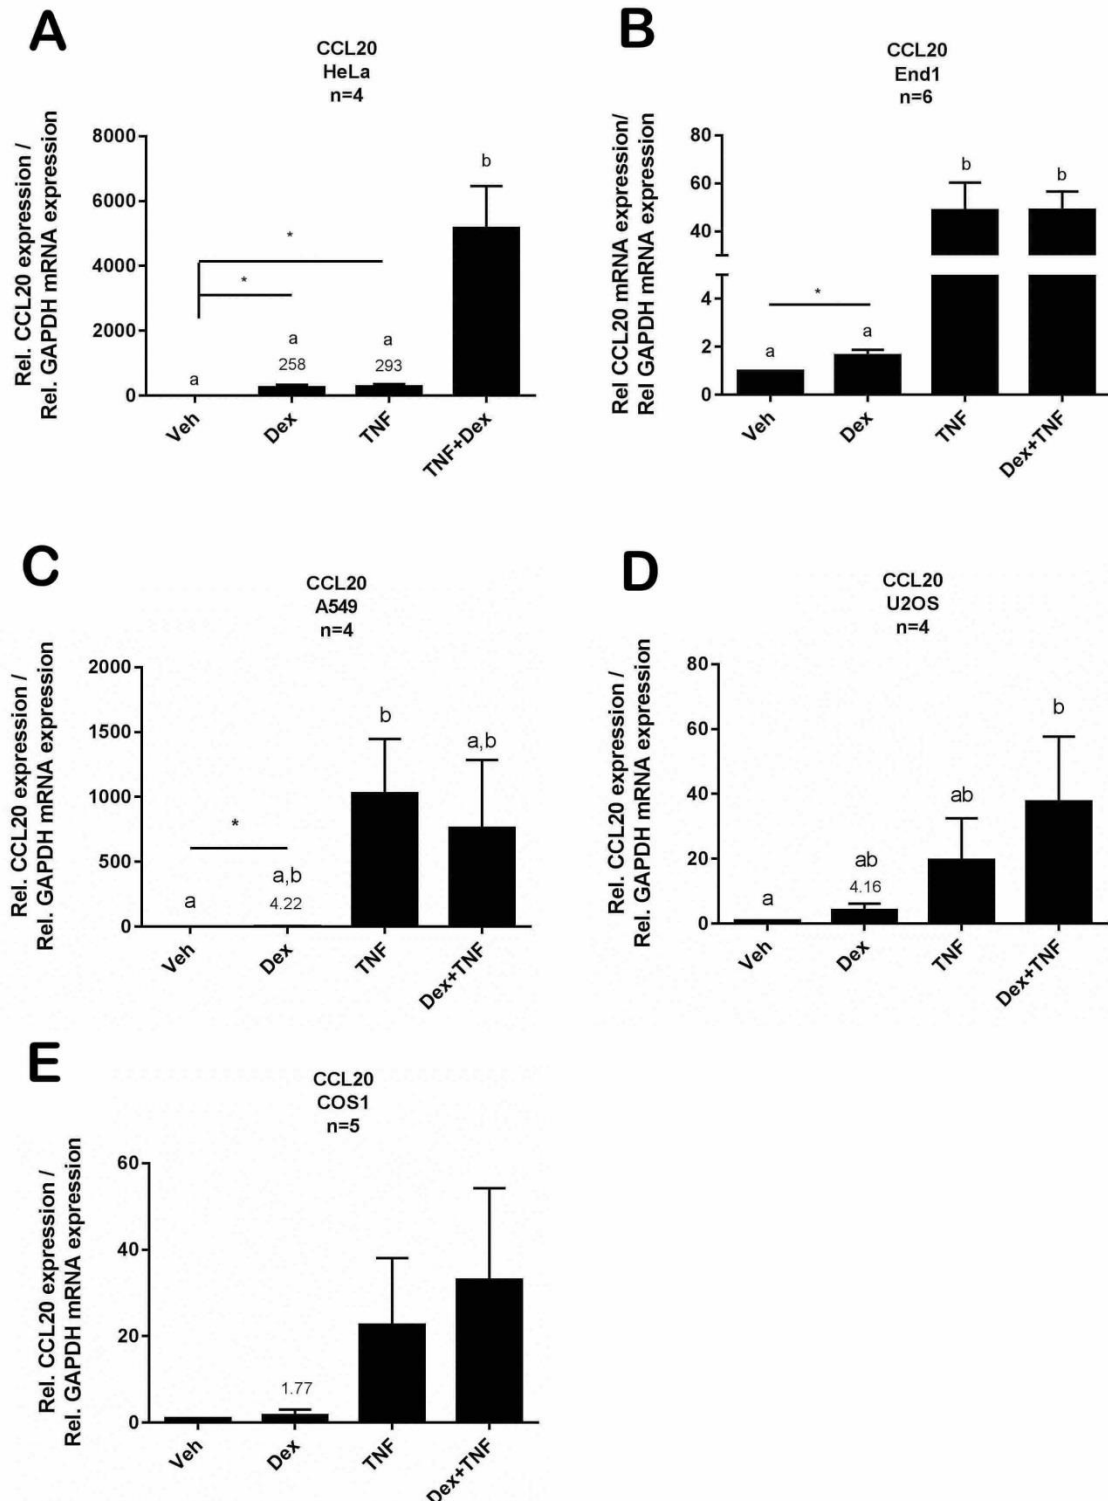 A
CCL20
HeLa
n=4
Rel. CCL20 expression /
Rel. GAPDH mRNA expression
8000
6000
4000
2000
0
*
*
a
a
258
a
293
b
Veh
Dex
TNF
TNF+Dex
B
CCL20
End1
n=6
Rel CCL20 mRNA expression/
Rel GAPDH mRNA expression
80
60
40
4
2
0
*
a
a
b
b
Veh
Dex
TNF
Dex+TNF
C
CCL20
A549
n=4
Rel. CCL20 expression /
Rel. GAPDH mRNA expression
2000
1500
1000
500
0
*
a
a,b
4.22
b
a,b
Veh
Dex
TNF
Dex+TNF
D
CCL20
U2OS
n=4
Rel. CCL20 expression /
Rel. GAPDH mRNA expression
80
60
40
20
0
a
ab
4.16
ab
b
Veh
Dex
TNF
Dex+TNF
E
CCL20
COS1
n=5
Rel. CCL20 expression /
Rel. GAPDH mRNA expression
60
40
20
0
1.77
Veh
Dex
TNF
Dex+TNF